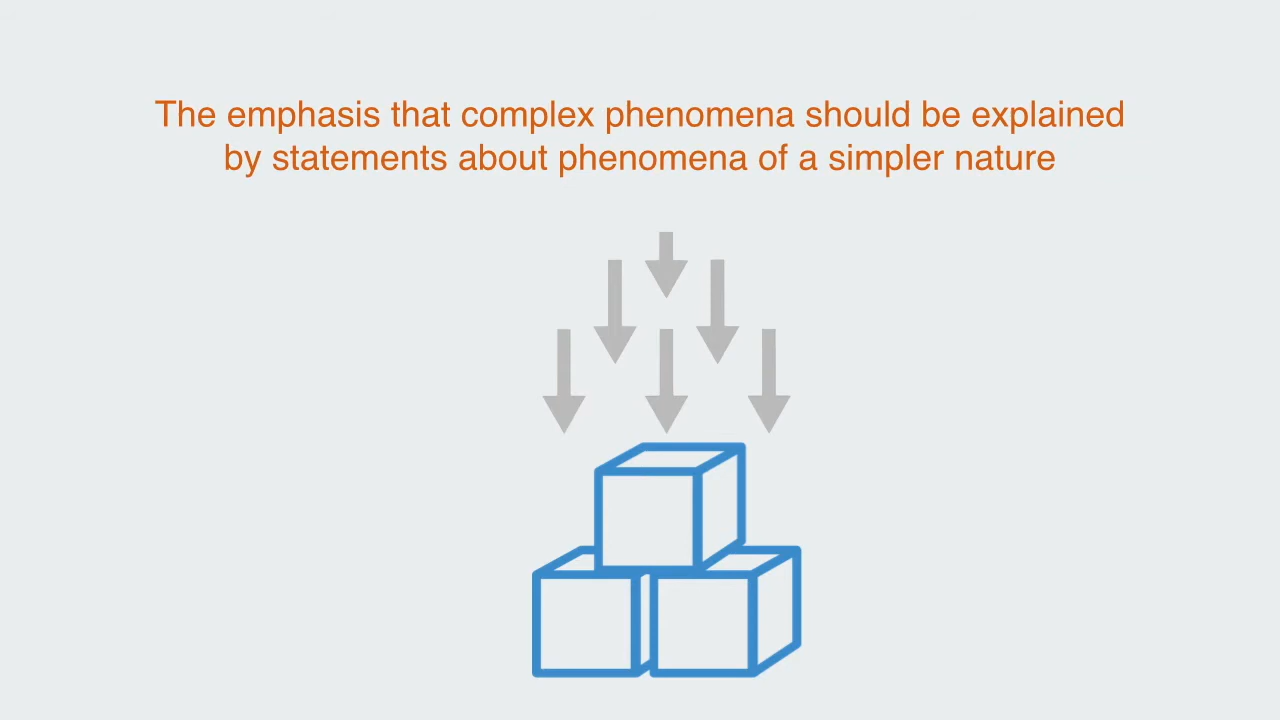 The emphasis that complex phenomena should be explained
by statements about phenomena of a simpler nature